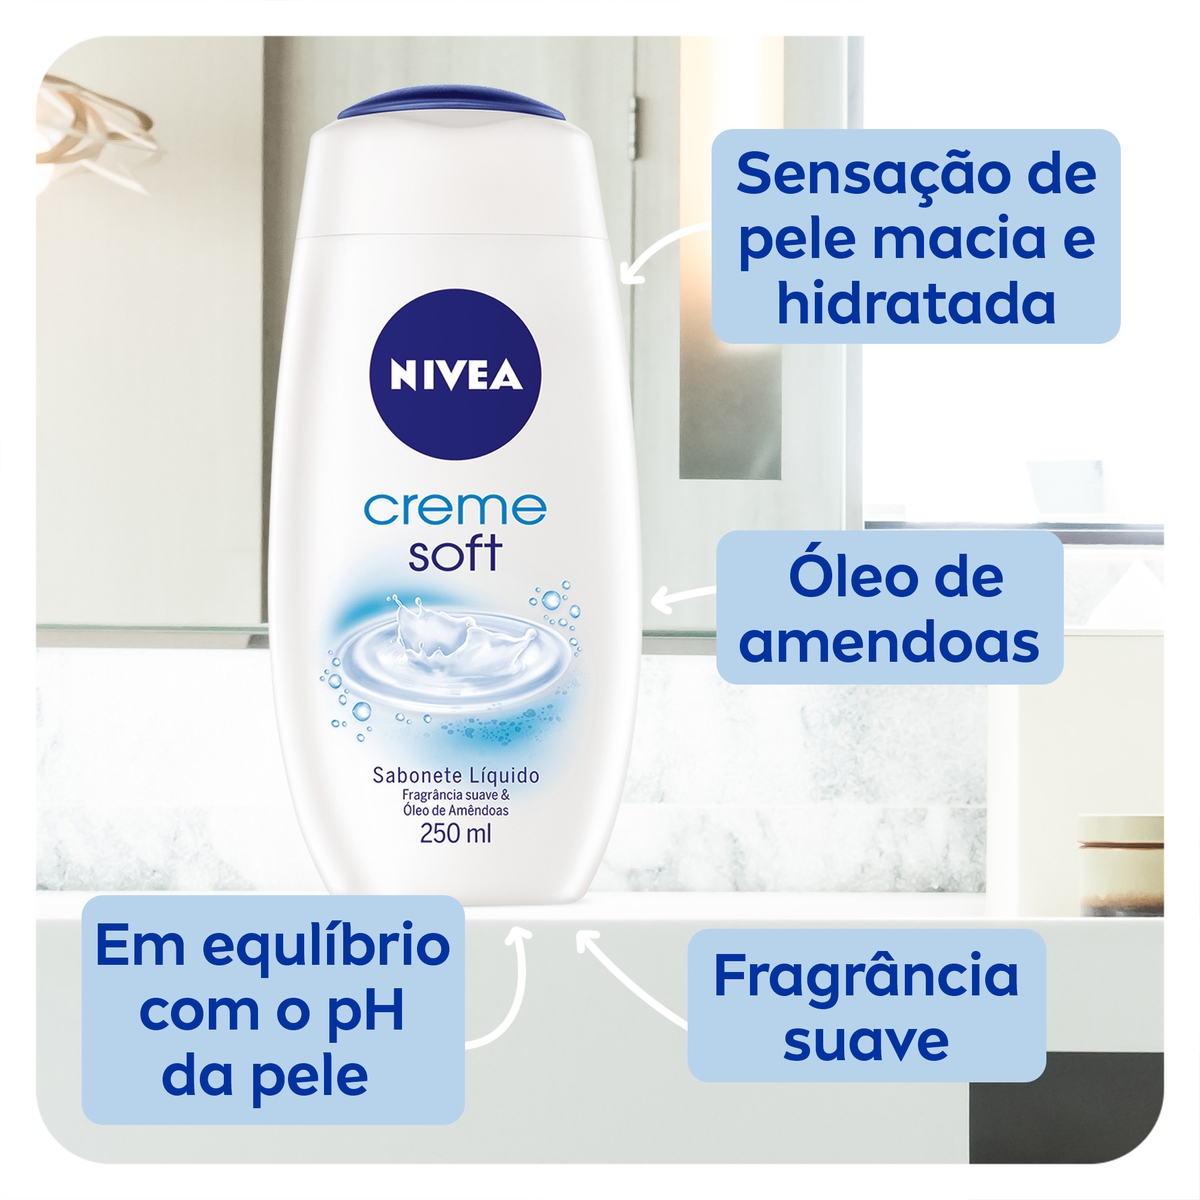 Sensação de
pele macia e
hidratada
NIVEA
creme
soft
Óleo de
amendoas
Sabonete Líquido
Fragrância suave &
Óleo de Amêndoas
250 ml
Em equlíbrio
com o pH
da pele
Fragrância
suave